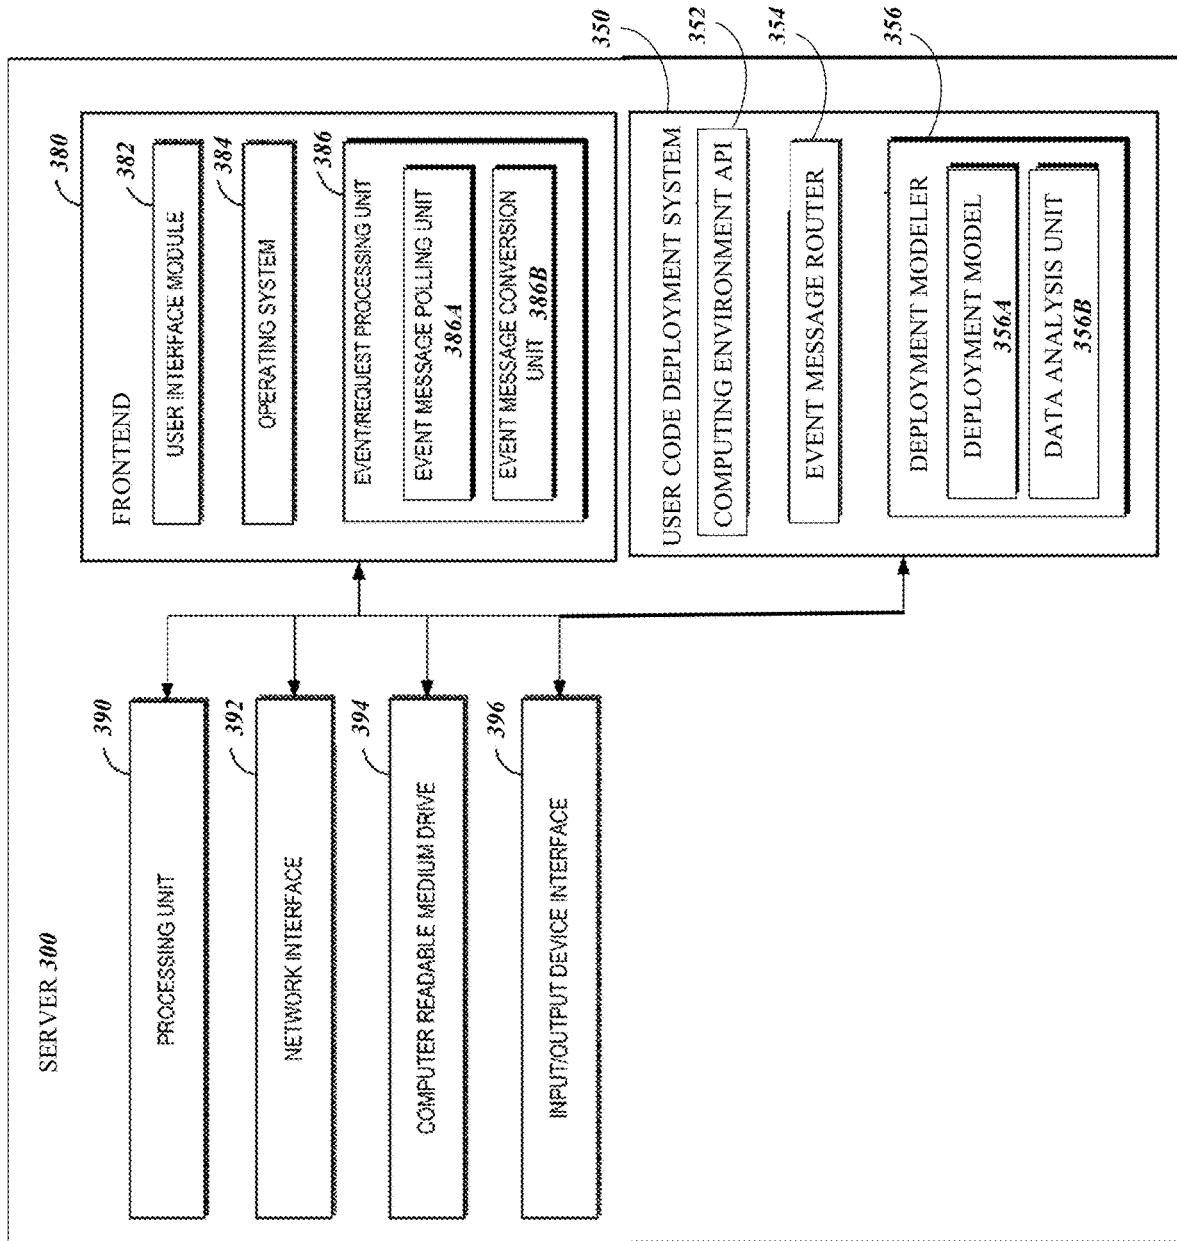 SERVER 300
PROCESSING UNIT
390
NETWORK INTERFACE
392
COMPUTER READABLE MEDIUM DRIVE
394
INPUT/OUTPUT DEVICE INTERFACE
396
380
FRONTEND
USER INTERFACE MODULE
382
OPERATING SYSTEM
384
EVENT/REQUEST PROCESSING UNIT
386
EVENT MESSAGE POLLING UNIT
386A
EVENT MESSAGE CONVERSION
UNIT 386B
350
USER CODE DEPLOYMENT SYSTEM
COMPUTING ENVIRONMENT API
352
EVENT MESSAGE ROUTER
354
DEPLOYMENT MODELER
356
DEPLOYMENT MODEL
356A
DATA ANALYSIS UNIT
356B